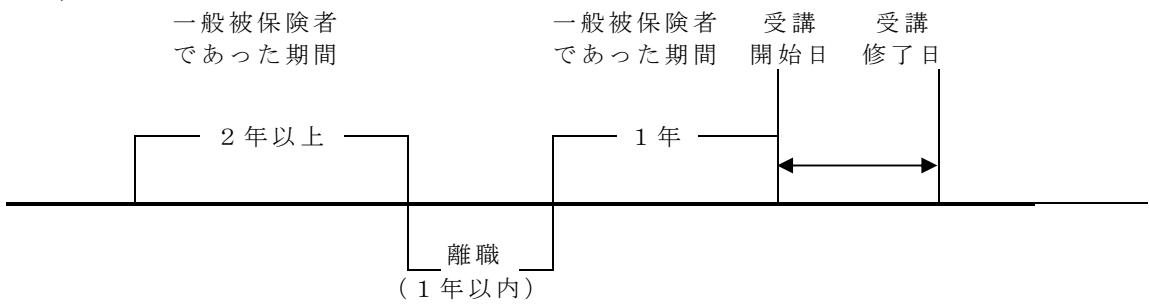 一般被保険者
であった期間
一般被保険者
であった期間
受講
開始日
受講
修了日
2年以上
1年
離職
(1年以内)